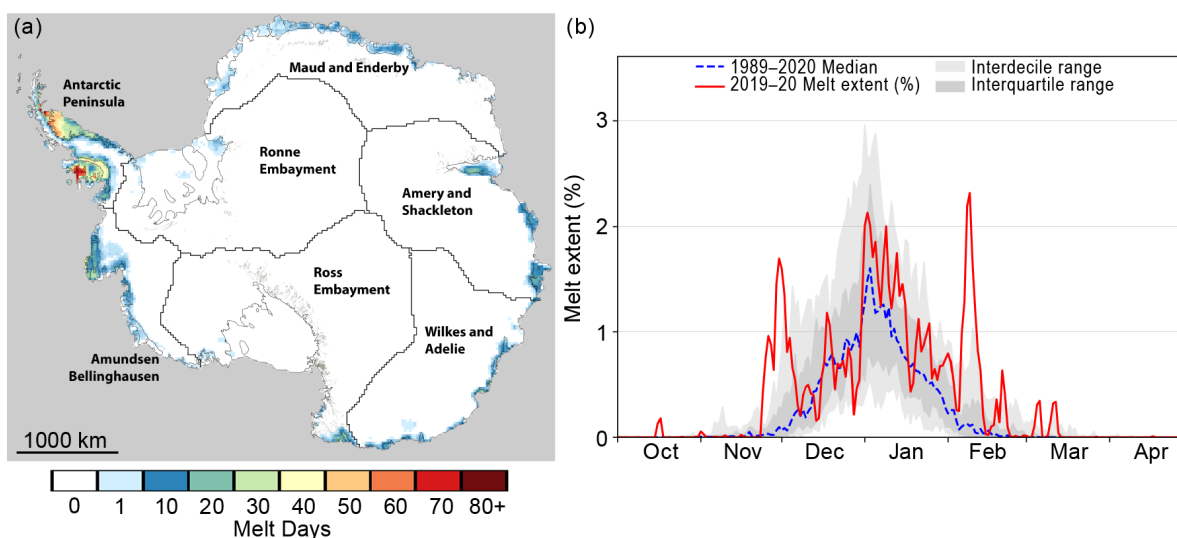 (a)
Antarctic
Peninsula
Maud and Enderby
Ronne
Embayment
Amery and
Shackleton
Ross
Embayment
Wilkes and
Adelie
Amundsen
Bellinghausen
1000 km
0 1 10 20 30 40 50 60 70 80+
Melt Days
(b)
1989–2020 Median
2019–20 Melt extent (%)
Interdecile range
Interquartile range
Melt extent (%)
3
2
1
0
Oct Nov Dec Jan Feb Mar Apr